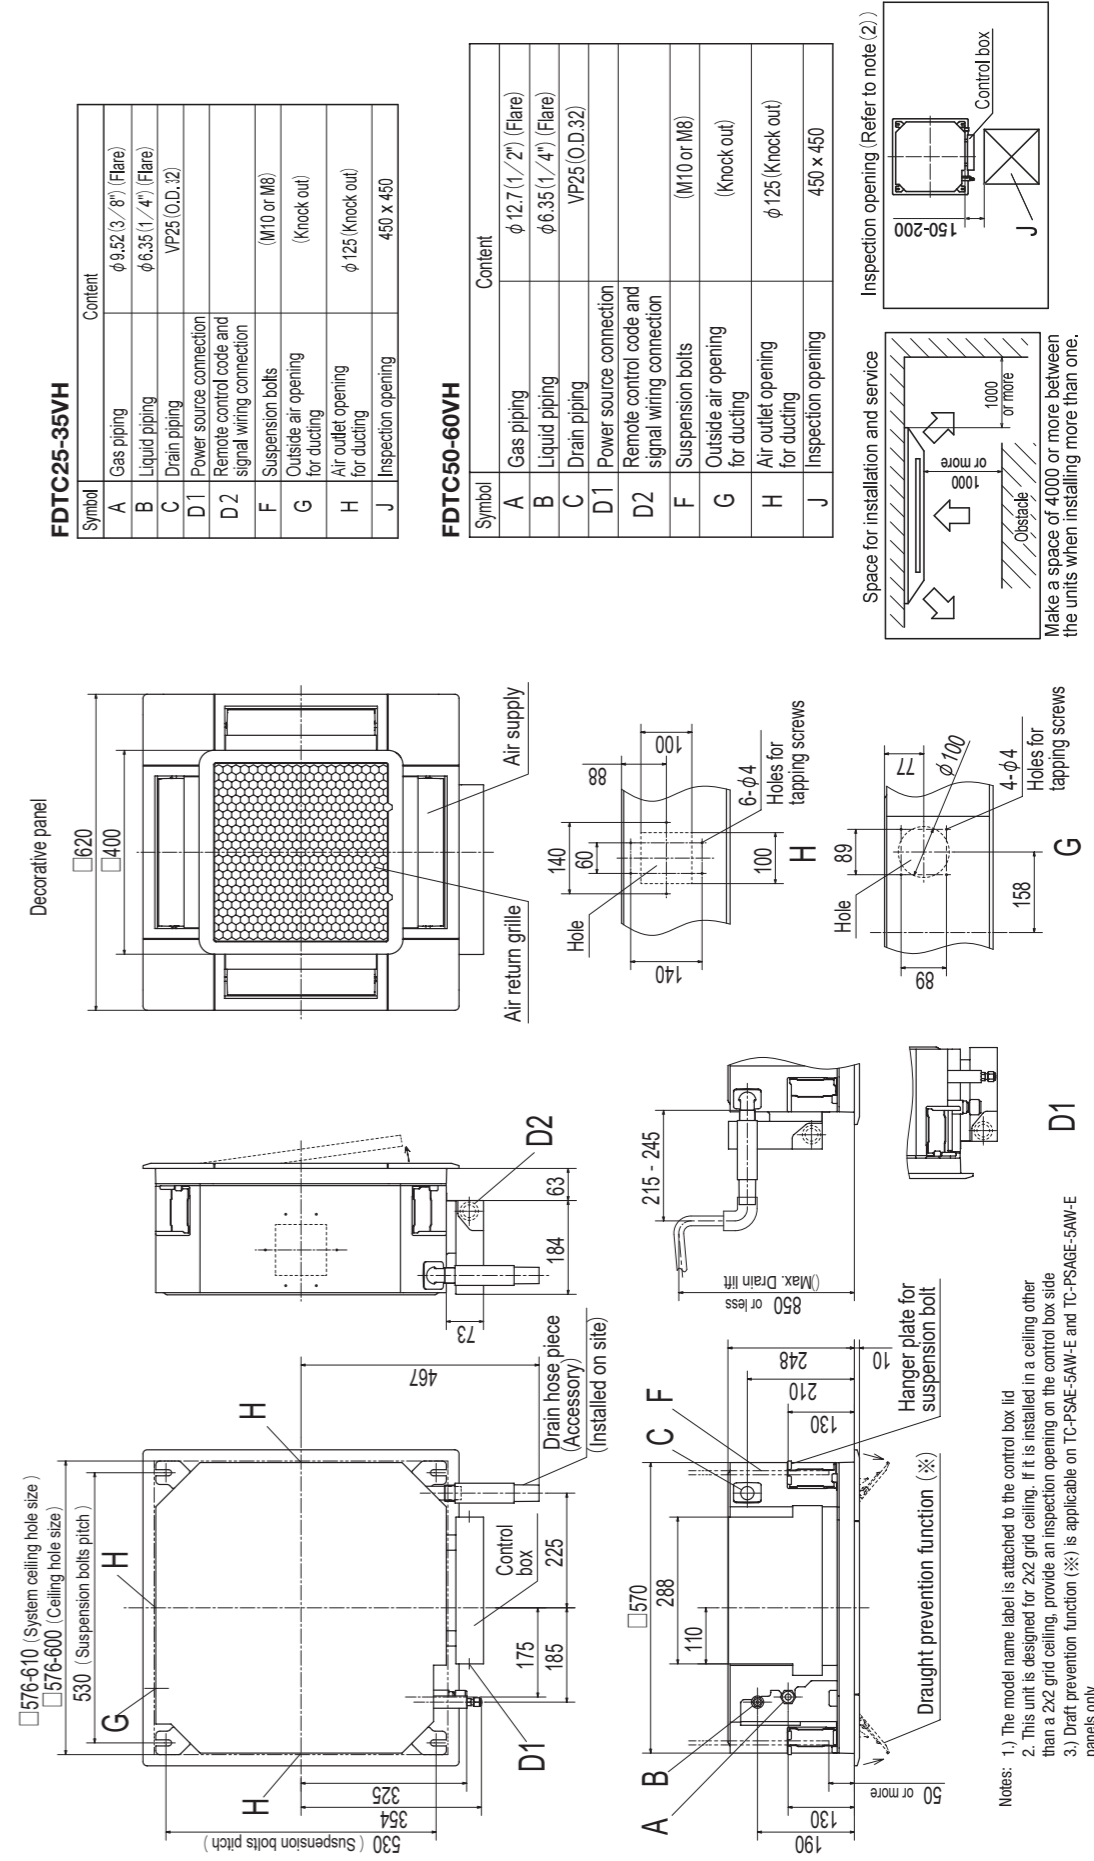 □576-610 (System ceiling hole size)
□576-600 (Ceiling hole size)
530 (Suspension bolts pitch)
G
H
H
H
530 (Suspension bolts pitch)
354
325
467
Control
box
175
185
225
D1
Drain hose piece
(Accessory)
(Installed on site)
73
184
63
D2
Decorative panel
□620
□400
Air return grille
Air supply
□570
288
110
C
F
B
A
248
210
130
10
190
130
50 or more
Hanger plate for
suspension bolt
Draught prevention function (※)
215 - 245
850 or less
(Max. Drain lift)
D1
140
60
88
100
Hole
140
100
6-ϕ4
Holes for
tapping screws
H
89
77
Hole
89
158
ϕ100
4-ϕ4
Holes for
tapping screws
G
FDTC25-35VH
Symbol Content
A Gas piping ϕ9.52(3/8") (Flare)
B Liquid piping ϕ6.35(1/4") (Flare)
C Drain piping VP25(O.D.32)
D1 Power source connection
D2 Remote control code and
signal wiring connection
F Suspension bolts (M10 or M8)
G Outside air opening (Knock out)
for ducting
H Air outlet opening ϕ125(Knock out)
for ducting
J Inspection opening 450 x 450
FDTC50-60VH
Symbol Content
A Gas piping ϕ12.7(1/2") (Flare)
B Liquid piping ϕ6.35(1/4") (Flare)
C Drain piping VP25(O.D.32)
D1 Power source connection
D2 Remote control code and
signal wiring connection
F Suspension bolts (M10 or M8)
G Outside air opening (Knock out)
for ducting
H Air outlet opening ϕ125(Knock out)
for ducting
J Inspection opening 450 x 450
Space for installation and service
1000
or more
1000
or more
Obstacle
Make a space of 4000 or more between
the units when installing more than one.
Inspection opening (Refer to note(2))
150-200
Control box
J
Notes: 1.) The model name label is attached to the control box lid
2. This unit is designed for 2x2 grid ceiling. If it is installed in a ceiling other
than a 2x2 grid ceiling, provide an inspection opening on the control box side
3.) Draft prevention function (※) is applicable on TC-PSAE-5AW-E and TC-PSAGE-5AW-E
panels only